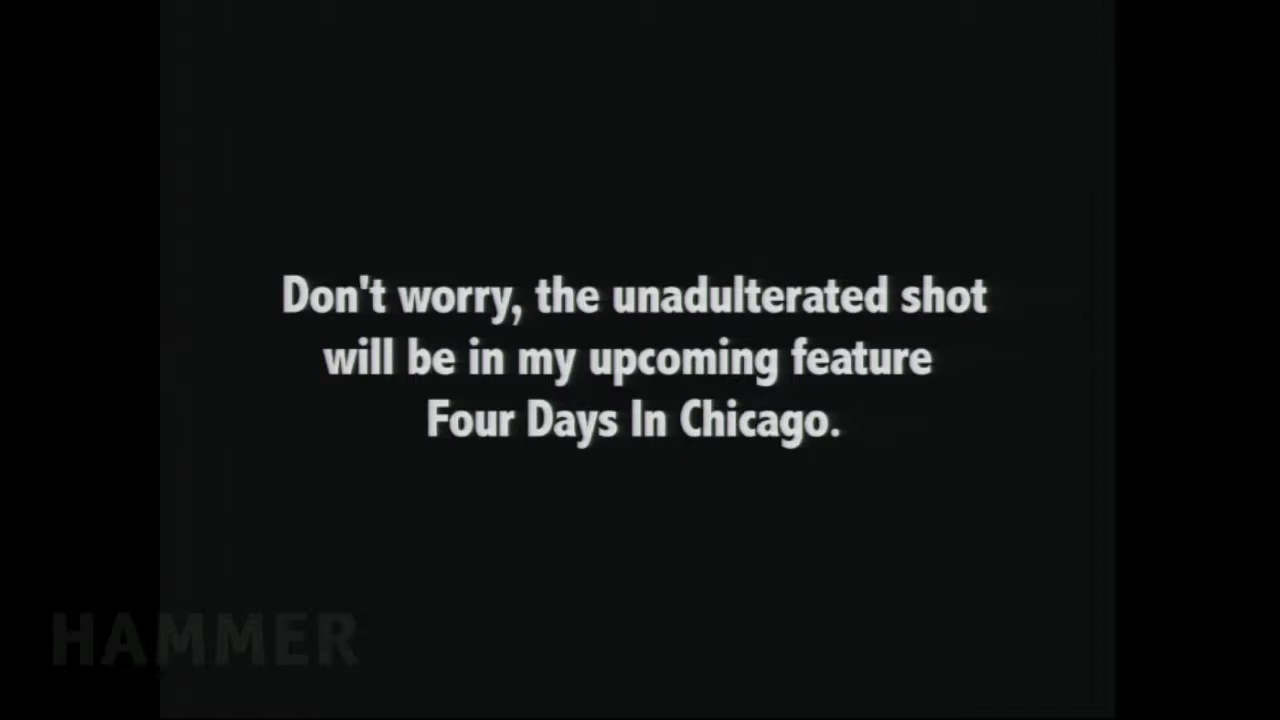 Don't worry, the unadulterated shot
will be in my upcoming feature
Four Days In Chicago.
HAMMER